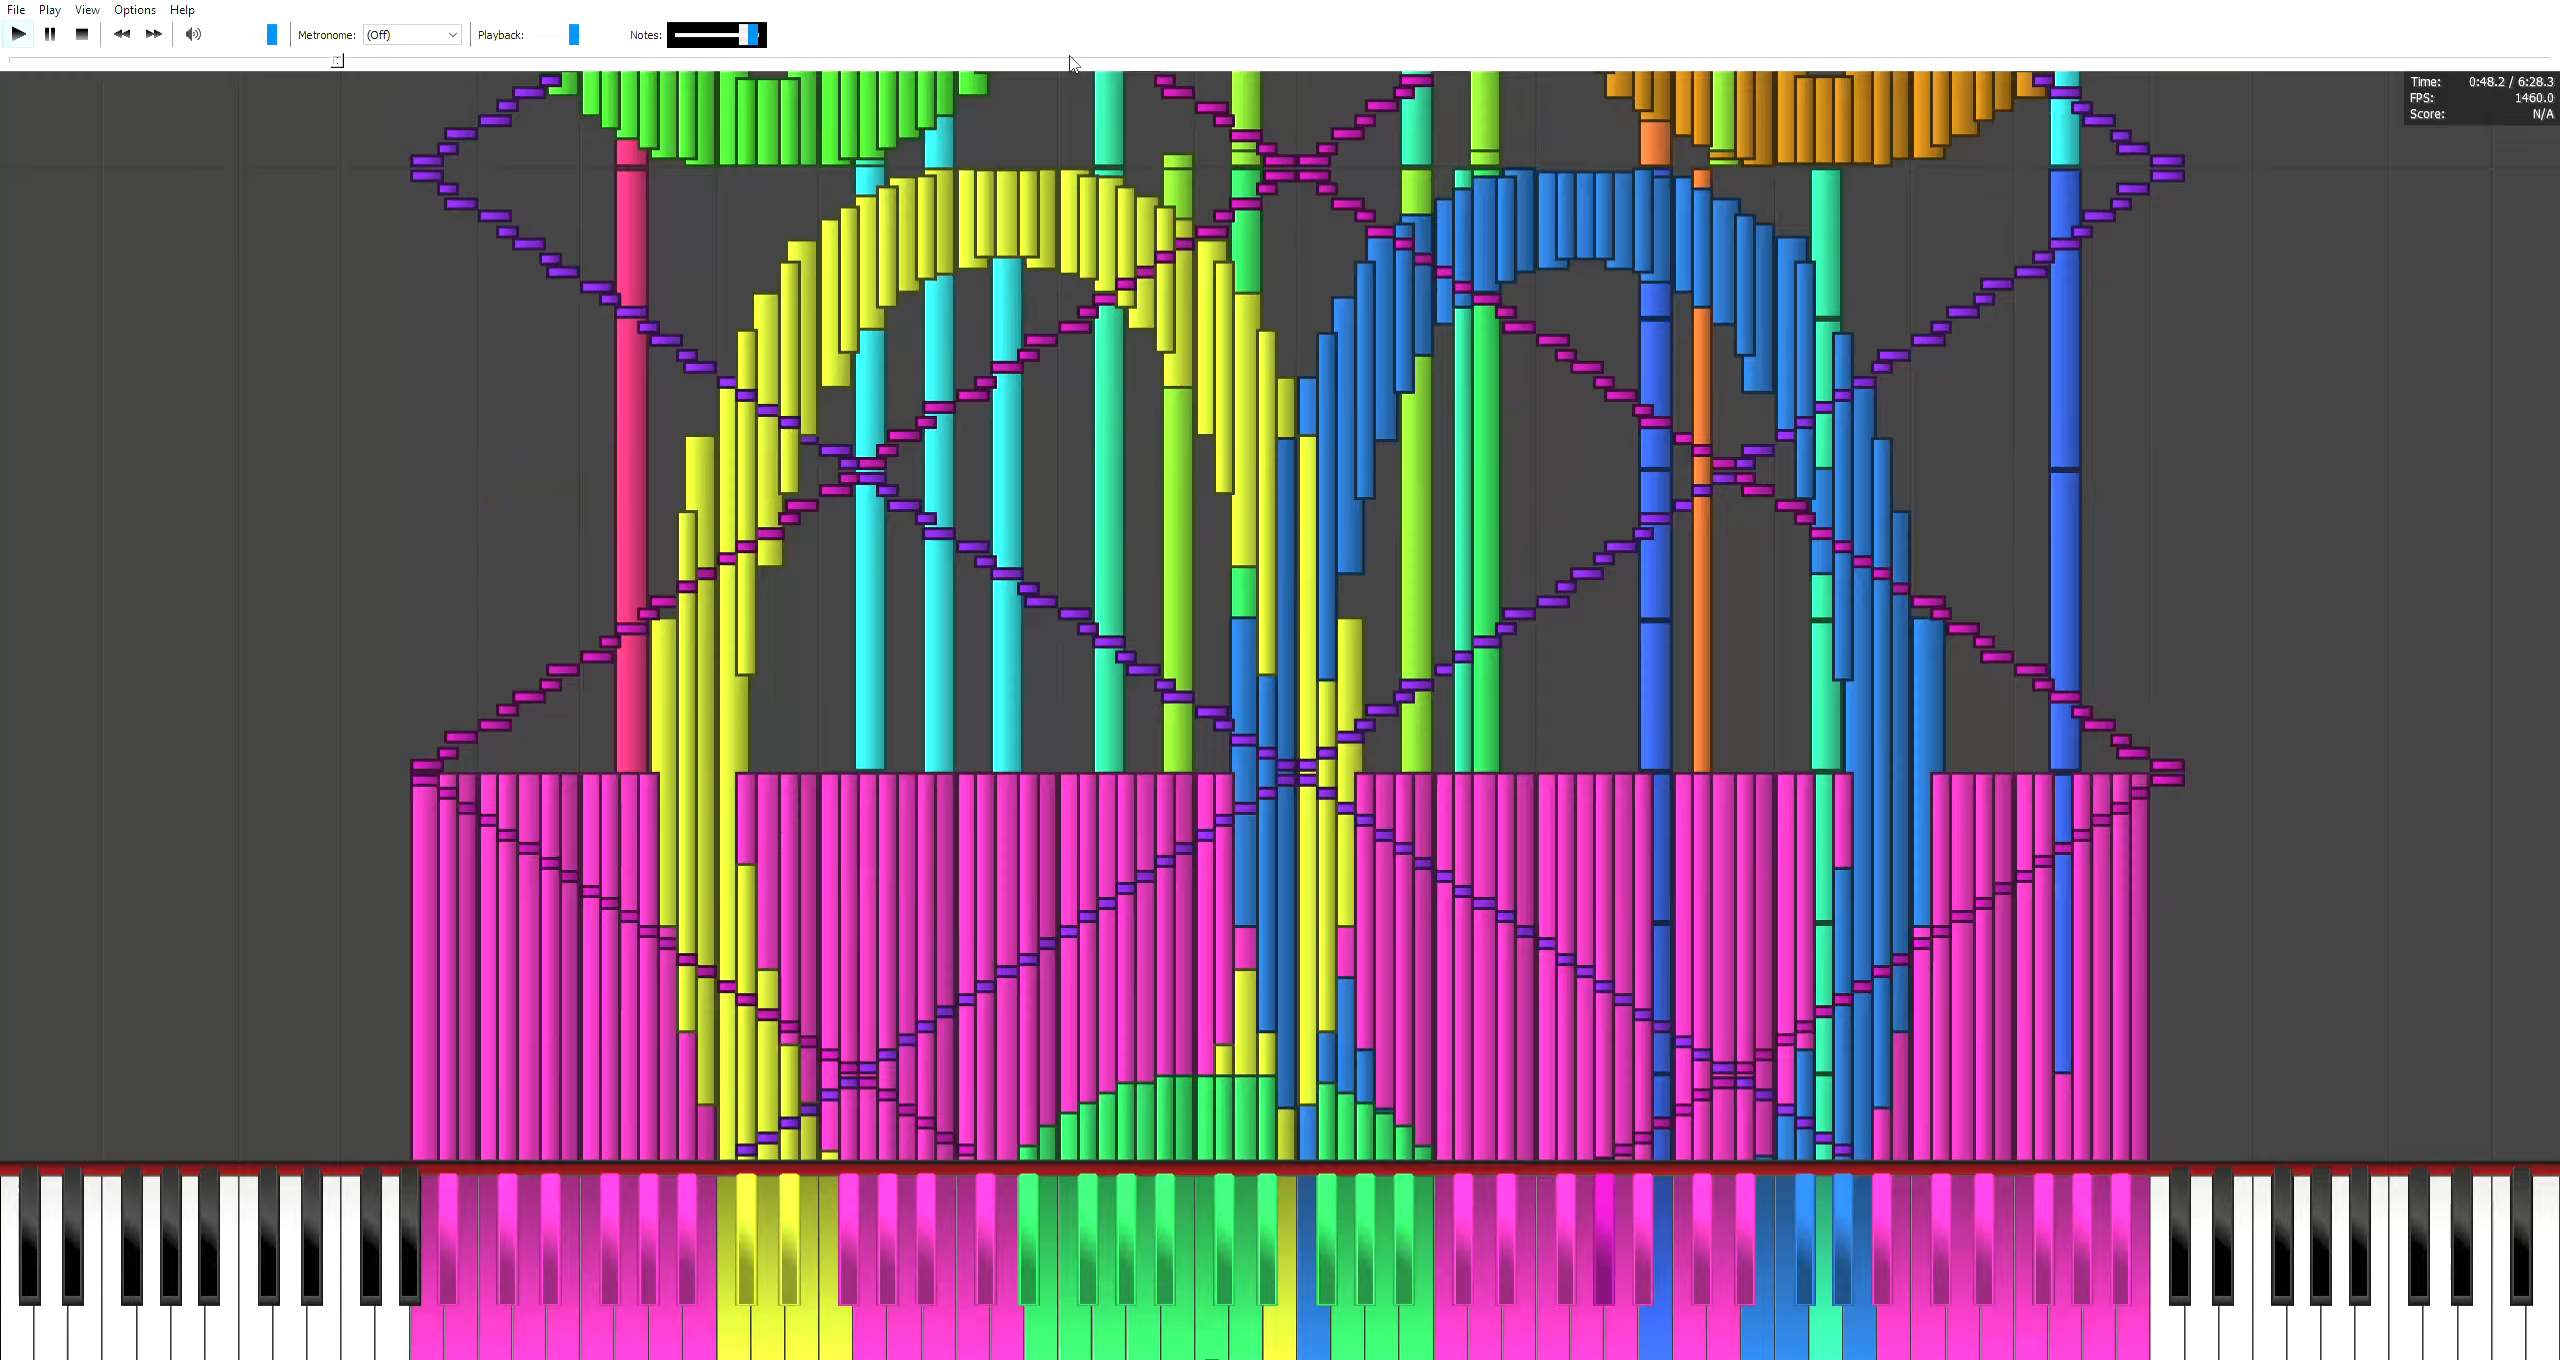 File Play View Options Help
Metronome: (Off) Playback: Notes:
Time: 0:48.2 / 6:28.3
FPS: 1460.0
Score: N/A